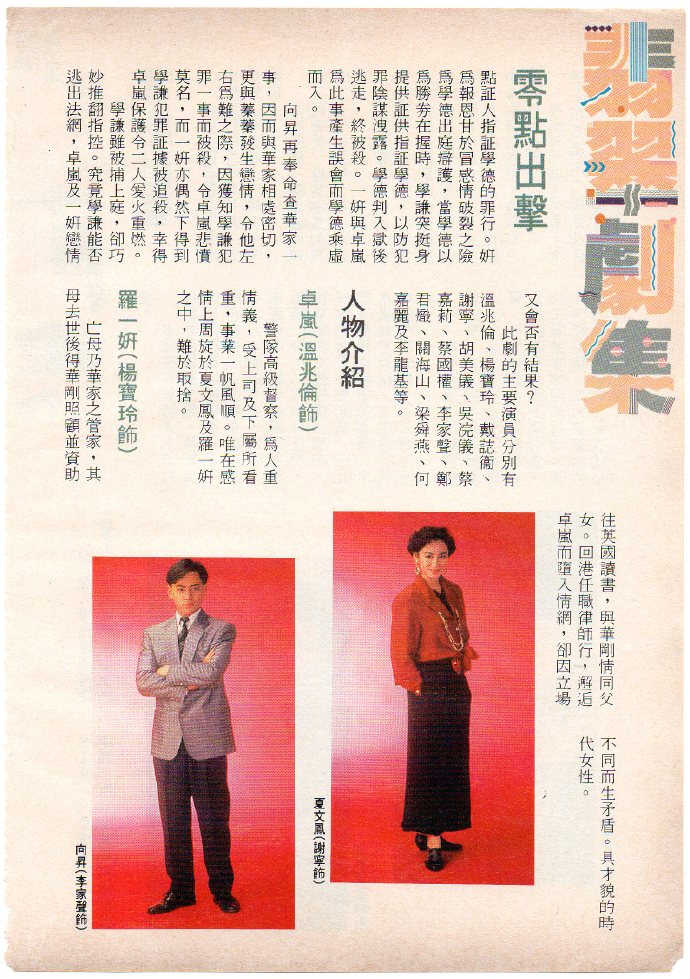 翡翠劇集
零點出擊
點証人指証學德的罪行。妍
爲報恩甘於冒感情破裂之險
爲學德出庭辯護，當學德以
爲勝券在握時，學謙突挺身
提供証供指証學德，以防犯
罪陰謀洩露。學德判入獄後
逃走，終被殺。一妍與卓嵐
爲此事產生誤會而學德乘虛
而入。
向昇再奉命查華家一
事，因而與華家相處密切，
更與蓁蓁發生戀情，令他左
右爲難之際，因獲知學謙犯
罪一事而被殺，令卓嵐悲憤
莫名，而一妍亦偶然下得到
學謙犯罪証據被追殺，幸得
卓嵐保護令二人愛火重燃。
學謙雖被捕上庭，卻巧
妙推翻指控。究竟學謙能否
逃出法網，卓嵐及一妍戀情
又會否有結果？
此劇的主要演員分別有
溫兆倫、楊寶玲、戴誌衞、
謝寧、胡美儀、吳浣儀、蔡
嘉莉、蔡國權、李家聲、鄭
君熾、關海山、梁舜燕、何
嘉麗及李龍基等。
人物介紹
卓嵐(溫兆倫飾)
警隊高級督察，爲人重
情義，受上司及下屬所看
重，事業一帆風順。唯在感
情上周旋於夏文鳳及羅一妍
之中，難於取捨。
羅一妍(楊寶玲飾)
亡母乃華家之管家，其
母去世後得華剛照顧並資助
往英國讀書，與華剛情同父
女。回港任職律師行，邂逅
卓嵐而墮入情網，卻因立場
不同而生矛盾。具才貌的時
代女性。
夏文鳳(謝寧飾)
向昇(李家聲飾)